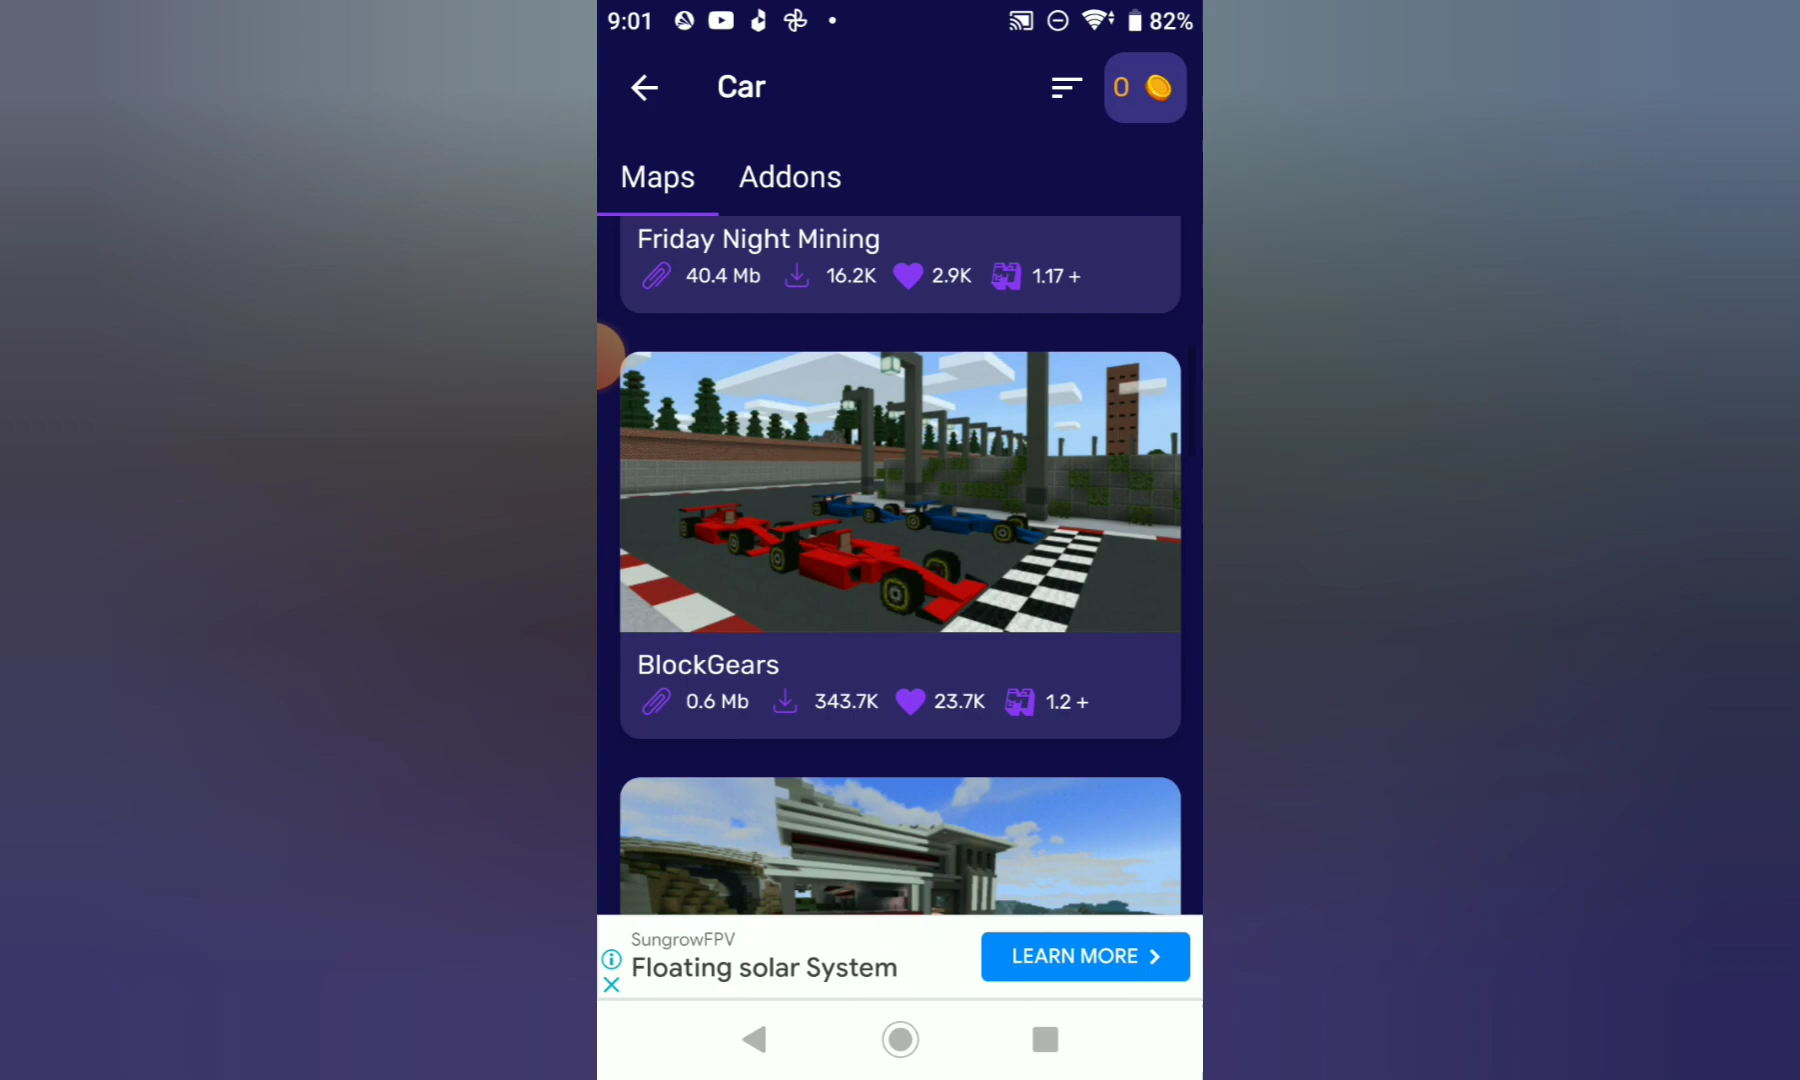 9:01
82%
Car
0
Maps Addons
Friday Night Mining
40.4 Mb 16.2K 2.9K 1.17 +
BlockGears
0.6 Mb 343.7K 23.7K 1.2 +
SungrowFPV
Floating solar System
LEARN MORE